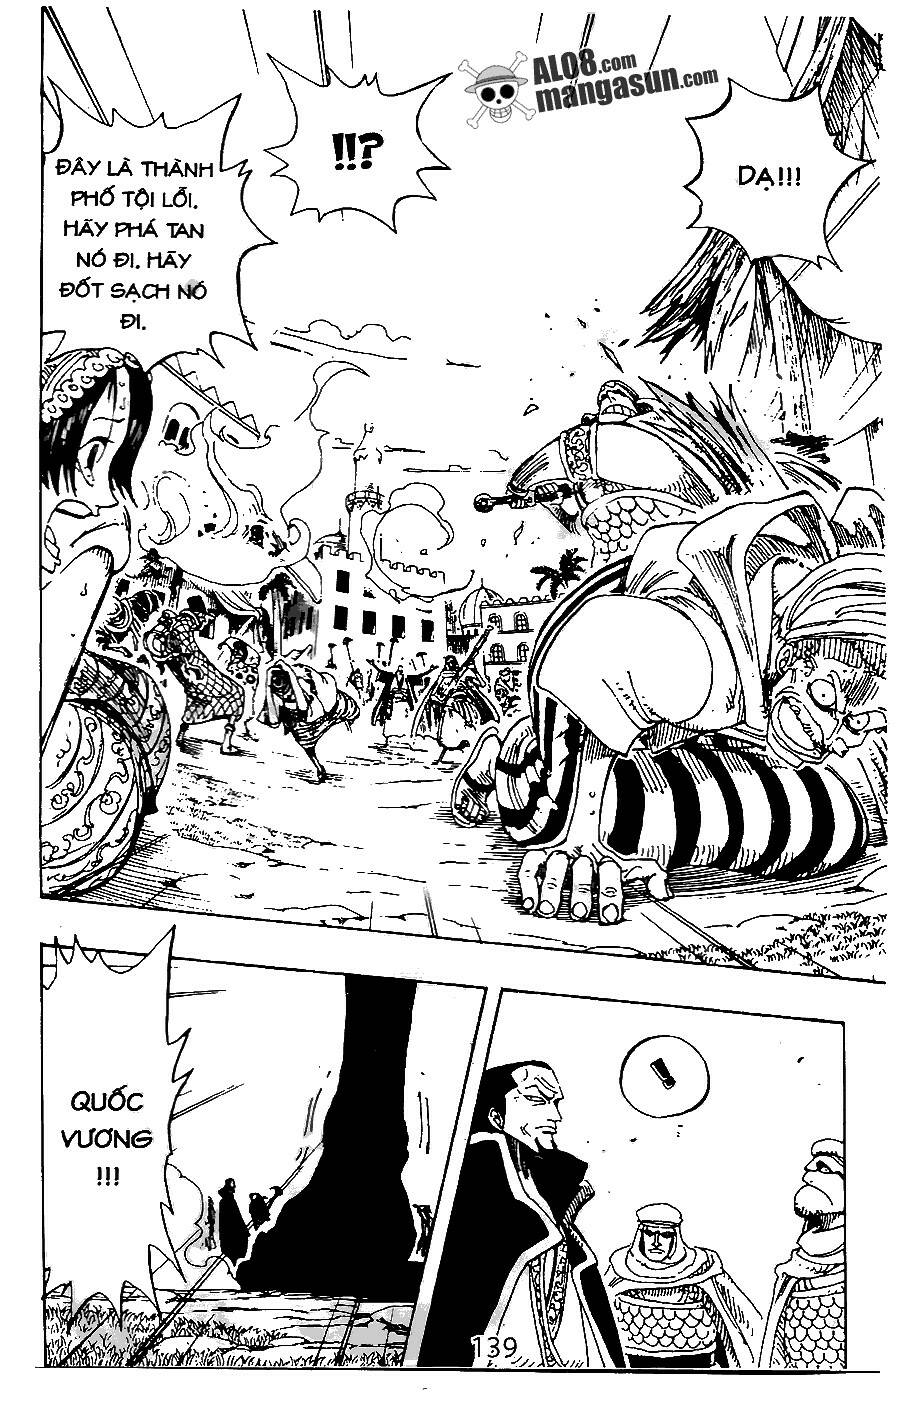 AL08.com
mangasun.com
ĐÂY LÀ THÀNH
PHỐ TỘI LỖI.
HÃY PHÁ TAN
NÓ ĐI. HÃY
ĐỐT SẠCH NÓ
ĐI.
!!?
DẠ!!!
QUỐC
VƯƠNG
!!!
!
139